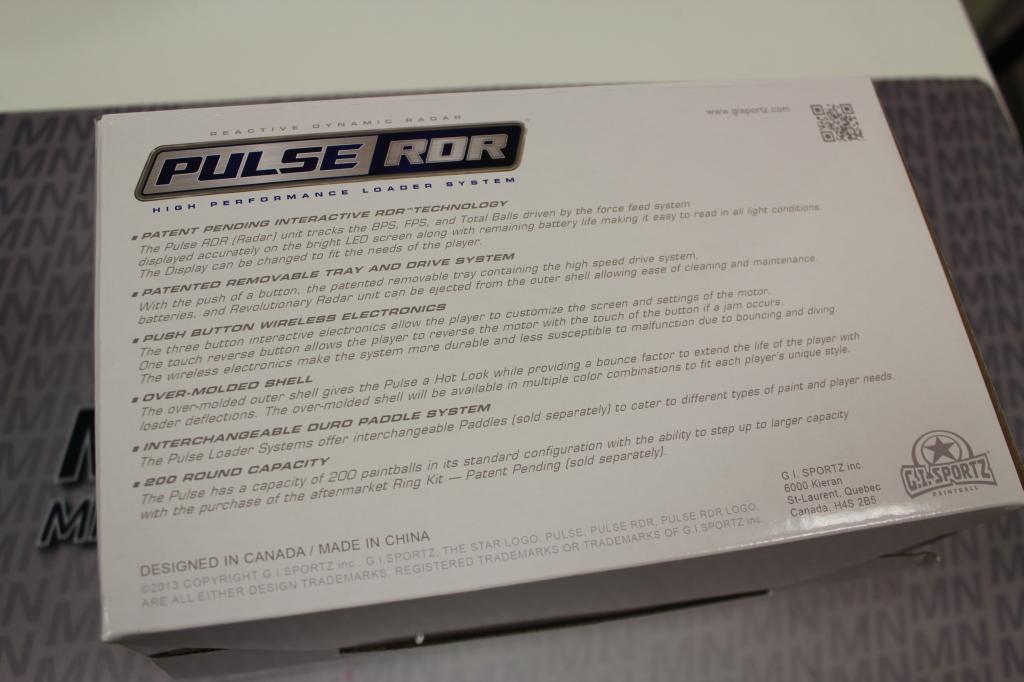 REACTIVE DYNAMIC RADAR
PULSE RDR
HIGH PERFORMANCE LOADER SYSTEM
www.gisportz.com
▪ PATENT PENDING INTERACTIVE RDR™ TECHNOLOGY
The Pulse RDR (Radar) unit tracks the BPS, FPS, and Total Balls driven by the force feed system
displayed accurately on the bright LED screen along with remaining battery life making it easy to read in all light conditions.
The Display can be changed to fit the needs of the player.
▪ PATENTED REMOVABLE TRAY AND DRIVE SYSTEM
With the push of a button, the patented removable tray containing the high speed drive system,
batteries, and Revolutionary Radar unit can be ejected from the outer shell allowing ease of cleaning and maintenance.
▪ PUSH BUTTON WIRELESS ELECTRONICS
The three button interactive electronics allow the player to customize the screen and settings of the motor.
One touch reverse button allows the player to reverse the motor with the touch of the button if a jam occurs.
The wireless electronics make the system more durable and less susceptible to malfunction due to bouncing and diving.
▪ OVER-MOLDED SHELL
The over-molded outer shell gives the Pulse a Hot Look while providing a bounce factor to extend the life of the player with
loader deflections. The over-molded shell will be available in multiple color combinations to fit each player's unique style.
▪ INTERCHANGEABLE DURO PADDLE SYSTEM
The Pulse Loader Systems offer interchangeable Paddles (sold separately) to cater to different types of paint and player needs.
▪ 200 ROUND CAPACITY
The Pulse has a capacity of 200 paintballs in its standard configuration with the ability to step up to larger capacity
with the purchase of the aftermarket Ring Kit — Patent Pending (sold separately).
G.I. SPORTZ inc.
6000 Kieran
St-Laurent, Quebec
Canada, H4S 2B5
G.I. SPORTZ
PAINTBALL
DESIGNED IN CANADA / MADE IN CHINA
©2013 COPYRIGHT G.I.SPORTZ inc. G.I.SPORTZ, THE STAR LOGO, PULSE, PULSE RDR, PULSE RDR LOGO,
ARE ALL EITHER DESIGN TRADEMARKS, REGISTERED TRADEMARKS OR TRADEMARKS OF G.I.SPORTZ inc.